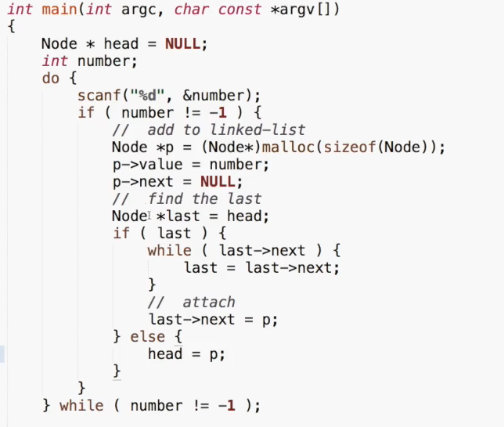 int main(int argc, char const *argv[])
{
    Node * head = NULL;
    int number;
    do {
        scanf("%d", &number);
        if ( number != -1 ) {
            //  add to linked-list
            Node *p = (Node*)malloc(sizeof(Node));
            p->value = number;
            p->next = NULL;
            //  find the last
            Node *last = head;
            if ( last ) {
                while ( last->next ) {
                    last = last->next;
                }
                //  attach
                last->next = p;
            } else {
                head = p;
            }
        }
    } while ( number != -1 );